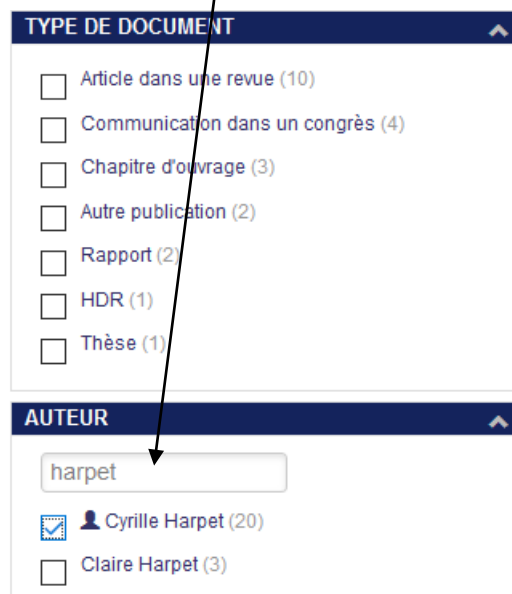 TYPE DE DOCUMENT
Article dans une revue (10)
Communication dans un congrès (4)
Chapitre d'ouvrage (3)
Autre publication (2)
Rapport (2)
HDR (1)
Thèse (1)
AUTEUR
harpet
Cyrille Harpet (20)
Claire Harpet (3)